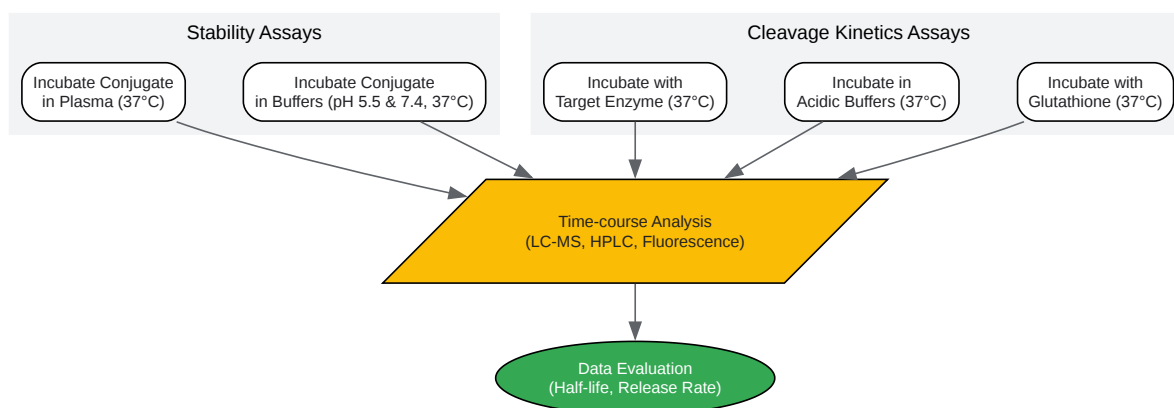 Stability Assays
Incubate Conjugate
in Plasma (37°C)
Incubate Conjugate
in Buffers (pH 5.5 & 7.4, 37°C)
Cleavage Kinetics Assays
Incubate with
Target Enzyme (37°C)
Incubate in
Acidic Buffers (37°C)
Incubate with
Glutathione (37°C)
Time-course Analysis
(LC-MS, HPLC, Fluorescence)
Data Evaluation
(Half-life, Release Rate)